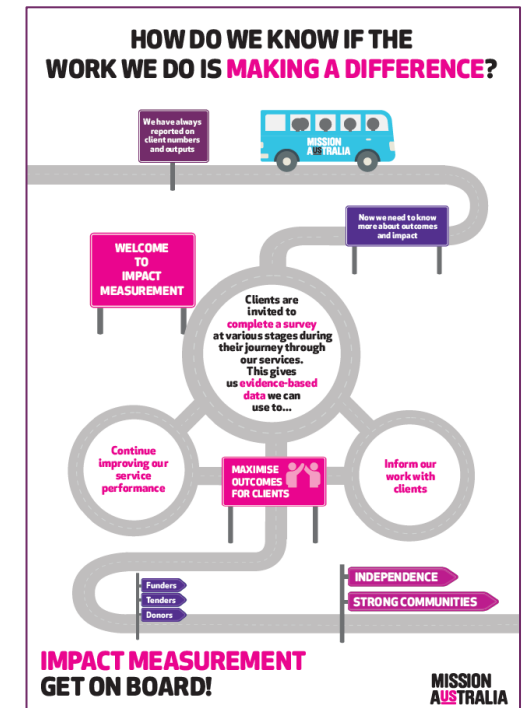 HOW DO WE KNOW IF THE
WORK WE DO IS MAKING A DIFFERENCE?
We have always
reported on
client numbers
and outputs
MISSION
AUSTRALIA
Now we need to know
more about outcomes
and impact
WELCOME
TO
IMPACT
MEASUREMENT
Clients are
invited to
complete a survey
at various stages during
their journey through
our services.
This gives
us evidence-based
data we can
use to...
Continue
improving our
service
performance
MAXIMISE
OUTCOMES
FOR CLIENTS
Inform our
work with
clients
Funders
Tenders
Donors
INDEPENDENCE
STRONG COMMUNITIES
IMPACT MEASUREMENT
GET ON BOARD!
MISSION
AUSTRALIA